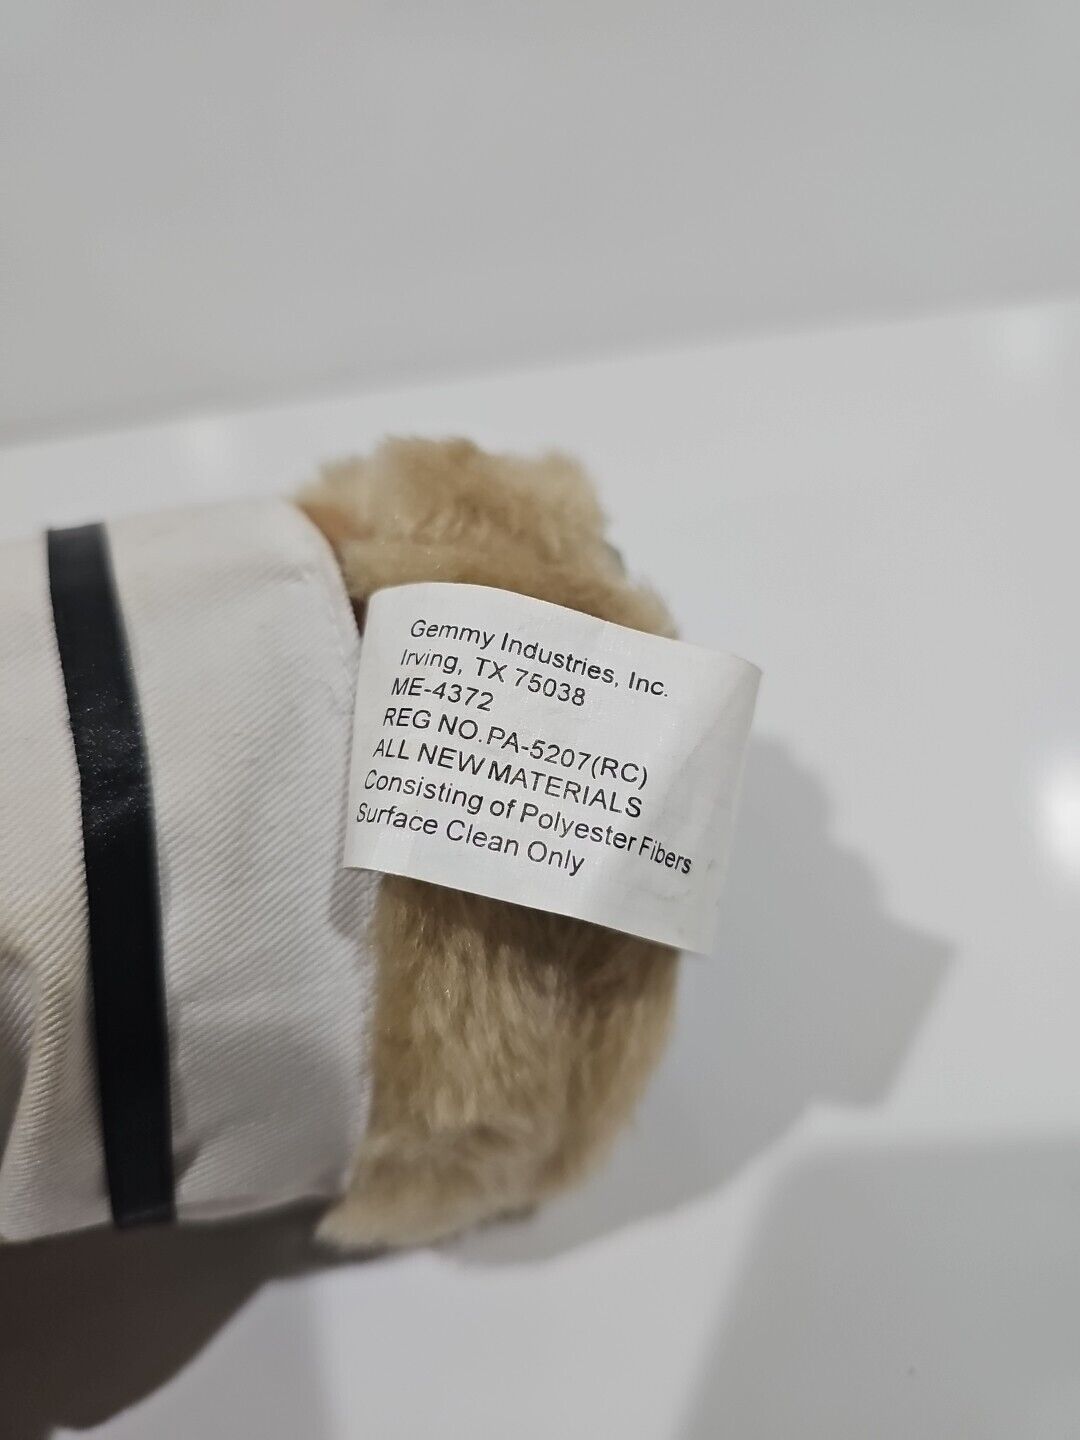 Gemmy Industries, Inc.
Irving, TX 75038
ME-4372
REG NO.PA-5207(RC)
ALL NEW MATERIALS
Consisting of Polyester Fibers
Surface Clean Only